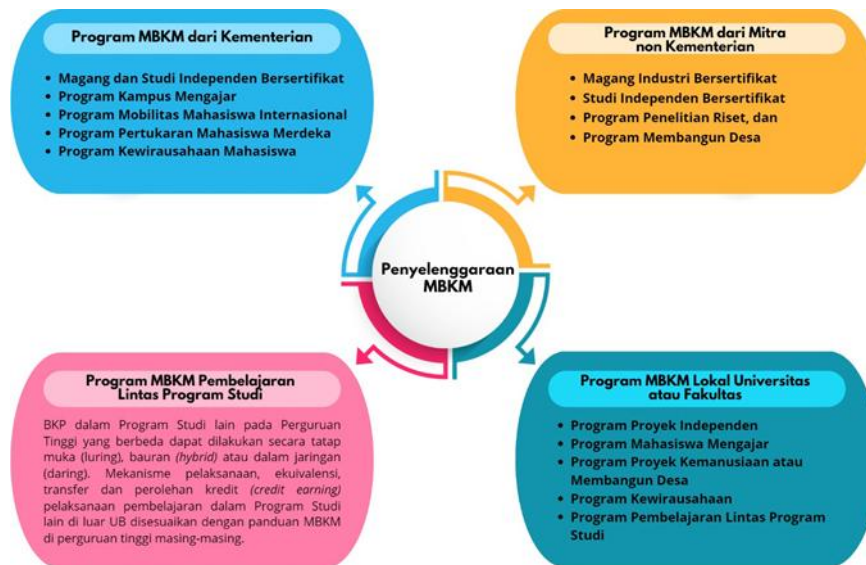 Program MBKM dari Kementerian
• Magang dan Studi Independen Bersertifikat
• Program Kampus Mengajar
• Program Mobilitas Mahasiswa Internasional
• Program Pertukaran Mahasiswa Merdeka
• Program Kewirausahaan Mahasiswa
Program MBKM dari Mitra
non Kementerian
• Magang Industri Bersertifikat
• Studi Independen Bersertifikat
• Program Penelitian Riset, dan
• Program Membangun Desa
Penyelenggaraan
MBKM
Program MBKM Pembelajaran
Lintas Program Studi
BKP dalam Program Studi lain pada Perguruan
Tinggi yang berbeda dapat dilakukan secara tatap
muka (luring), bauran (hybrid) atau dalam jaringan
(daring). Mekanisme pelaksanaan, ekuivalensi,
transfer dan perolehan kredit (credit earning)
pelaksanaan pembelajaran dalam Program Studi
lain di luar UB disesuaikan dengan panduan MBKM
di perguruan tinggi masing-masing.
Program MBKM Lokal Universitas
atau Fakultas
• Program Proyek Independen
• Program Mahasiswa Mengajar
• Program Proyek Kemanusiaan atau
Membangun Desa
• Program Kewirausahaan
• Program Pembelajaran Lintas Program
Studi